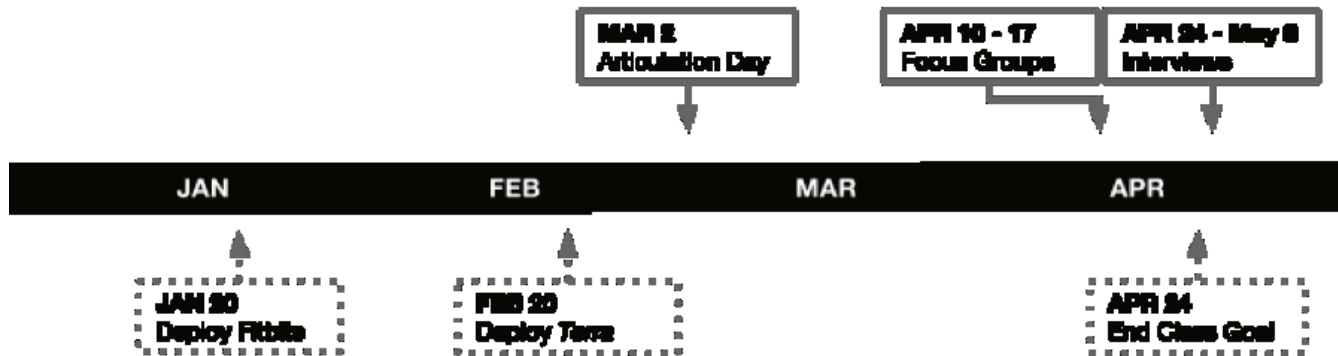 MAR 2
Articulation Day
APR 10 - 17
Focus Groups
APR 24 - May 8
Interviews
JAN FEB MAR APR
JAN 20
Deploy Fitbits
FEB 20
Deploy Terra
APR 24
End Class Goal